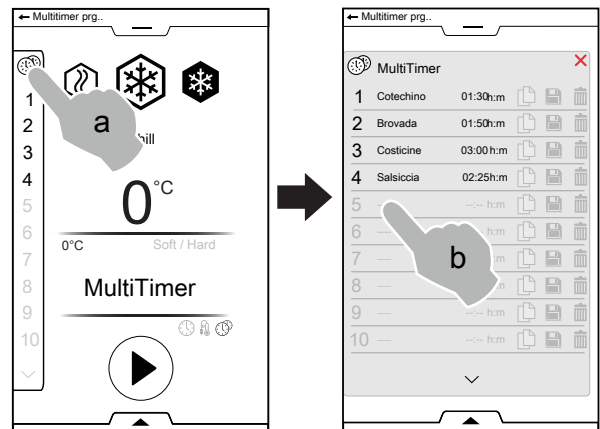 ← Multitimer prg..
1
2
3
4
5
6
7
8
9
10
a
hill
0°C
0°C Soft / Hard
MultiTimer
← Multitimer prg..
MultiTimer
1 Cotechino 01:30h:m
2 Brovada 01:50h:m
3 Costicine 03:00 h:m
4 Salsiccia 02:25h:m
5 --:-- h:m
6 --- h:m
7 --- --:-- h:m
8 --- --:-- h:m
9 --- --:-- h:m
10 --- --:-- h:m
b